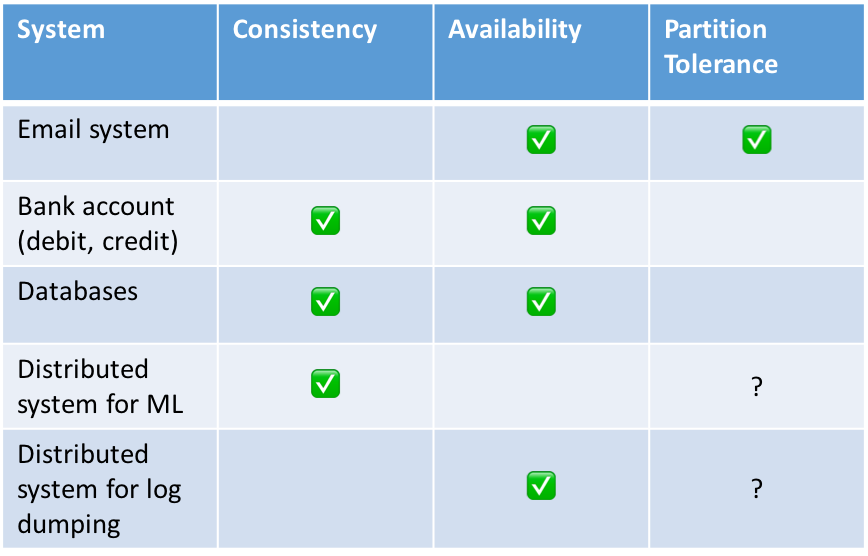 System
Consistency
Availability
Partition
Tolerance
Email system
✅
✅
Bank account
(debit, credit)
✅
✅
Databases
✅
✅
Distributed
system for ML
✅
?
Distributed
system for log
dumping
✅
?